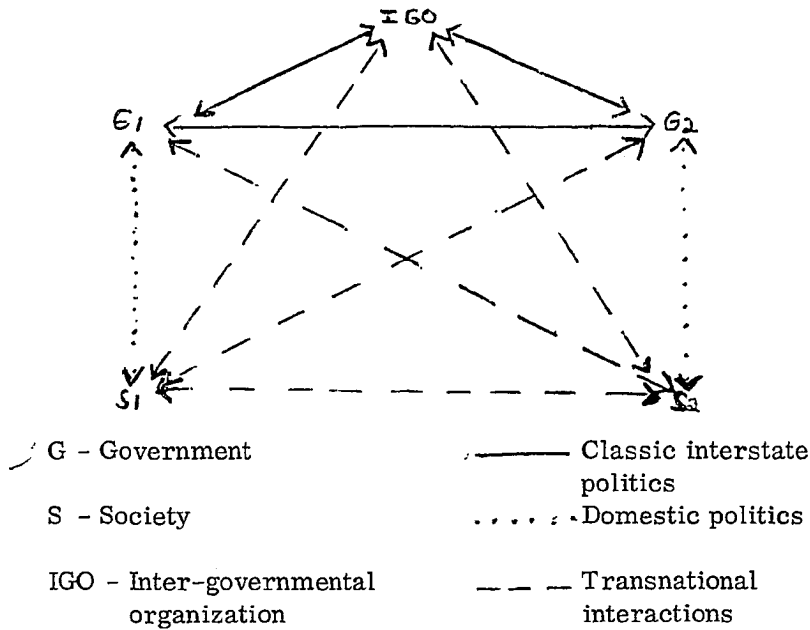 IGO
G1 G2
S1 S2
G - Government
Classic interstate
politics
S - Society
Domestic politics
IGO - Inter-governmental
organization
Transnational
interactions